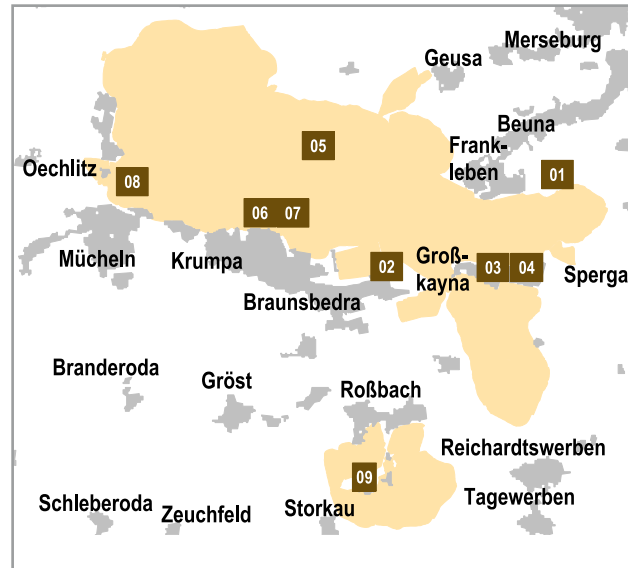 Merseburg
Geusa
Beuna
Frank-
leben
05
01
Oechlitz
08
06 07
Mücheln
Krumpa
02
Groß-
kayna
03 04
Sperga
Braunsbedra
Branderoda
Gröst
Roßbach
Reichardtswerben
09
Tagewerben
Schleberoda
Zeuchfeld
Storkau